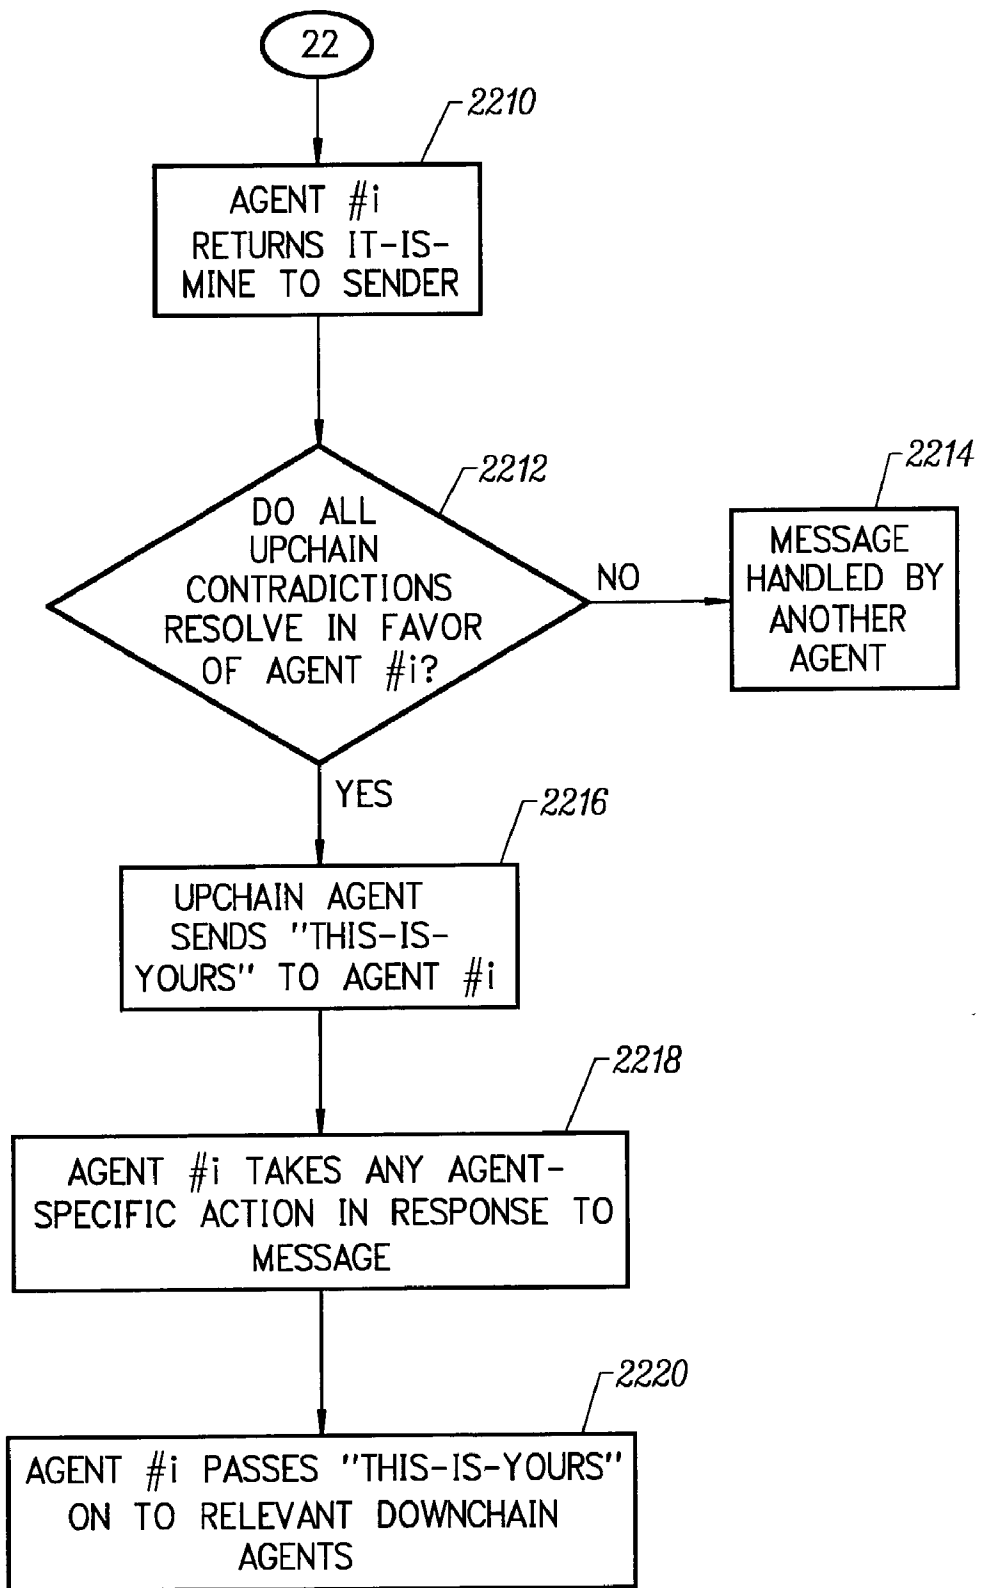 22
2210
AGENT #i
RETURNS IT-IS-
MINE TO SENDER
2212
DO ALL
UPCHAIN
CONTRADICTIONS
RESOLVE IN FAVOR
OF AGENT #i?
NO
2214
MESSAGE
HANDLED BY
ANOTHER
AGENT
YES
2216
UPCHAIN AGENT
SENDS "THIS-IS-
YOURS" TO AGENT #i
2218
AGENT #i TAKES ANY AGENT-
SPECIFIC ACTION IN RESPONSE TO
MESSAGE
2220
AGENT #i PASSES "THIS-IS-YOURS"
ON TO RELEVANT DOWNCHAIN
AGENTS